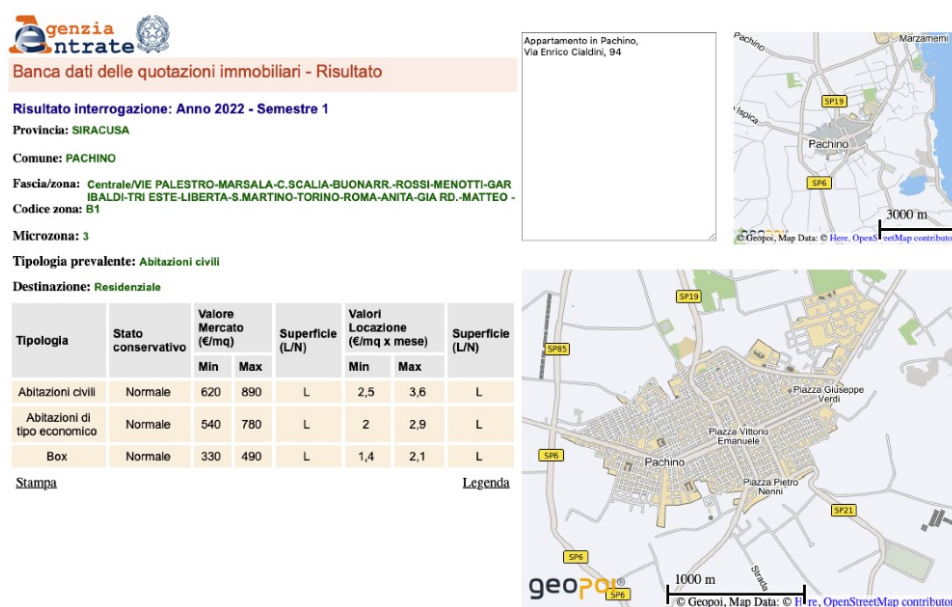 Agenzia
Entrate
Banca dati delle quotazioni immobiliari - Risultato
Risultato interrogazione: Anno 2022 - Semestre 1
Provincia: SIRACUSA
Comune: PACHINO
Fascia/zona: Centrale/VIE PALESTRO-MARSALA-C.SCALIA-BUONARR.-ROSSI-MENOTTI-GAR
IBALDI-TRI ESTE-LIBERTA-S.MARTINO-TORINO-ROMA-ANITA-GIA RD.-MATTEO -
Codice zona: B1
Microzona: 3
Tipologia prevalente: Abitazioni civili
Destinazione: Residenziale
Tipologia Stato conservativo Valore Mercato (€/mq) Superficie (L/N) Valori Locazione (€/mq x mese) Superficie (L/N)
Min Max Min Max
Abitazioni civili Normale 620 890 L 2,5 3,6 L
Abitazioni di tipo economico Normale 540 780 L 2 2,9 L
Box Normale 330 490 L 1,4 2,1 L
Stampa Legenda
Appartamento in Pachino,
Via Enrico Cialdini, 94
Pachino
Marzamemi
SP19
Ispica
Pachino
SP6
3000 m
© Geopoi, Map Data: © Here, OpenStreetMap contributor
SP19
SP85
Piazza Giuseppe
Verdi
Piazza Vittorio
Emanuele
SP6
Pachino
Piazza Pietro
Nenni
SP21
SP6
Strada
geopoi®
SP6
1000 m
© Geopoi, Map Data: © Here, OpenStreetMap contributor